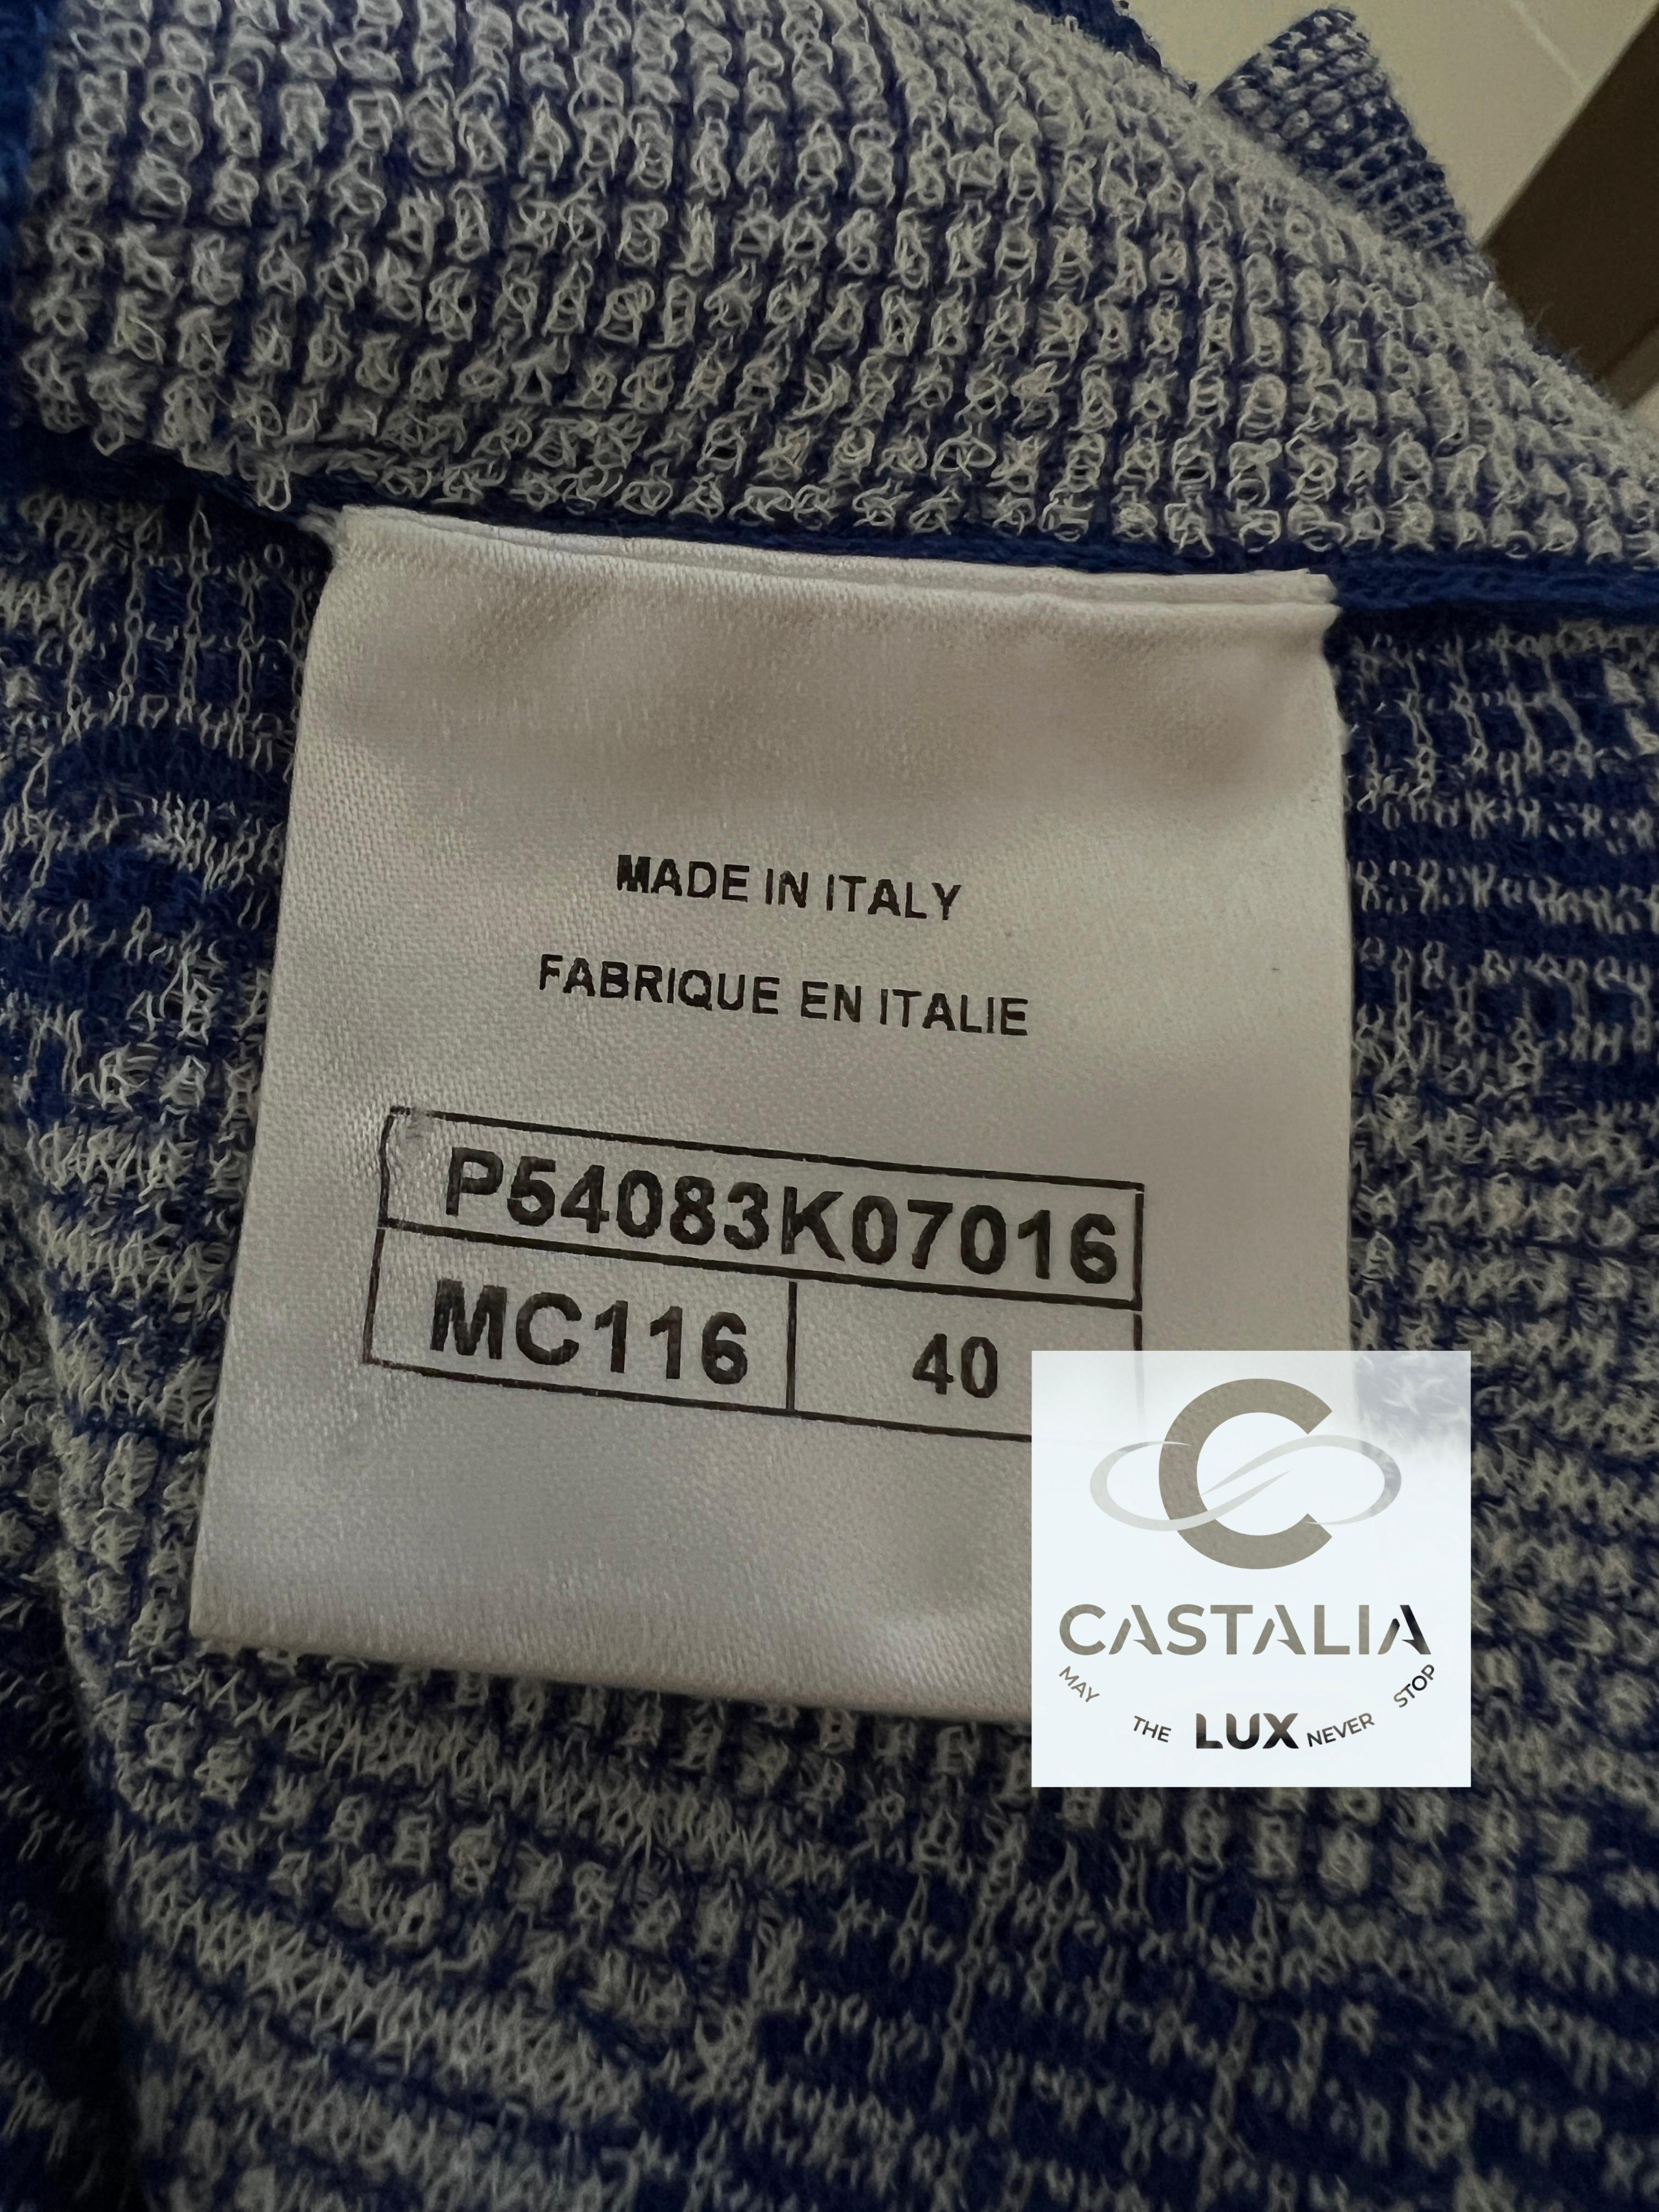 MADE IN ITALY
FABRIQUE EN ITALIE
P54083K07016
MC116 40
C
CASTALIA
MAY THE LUX NEVER STOP